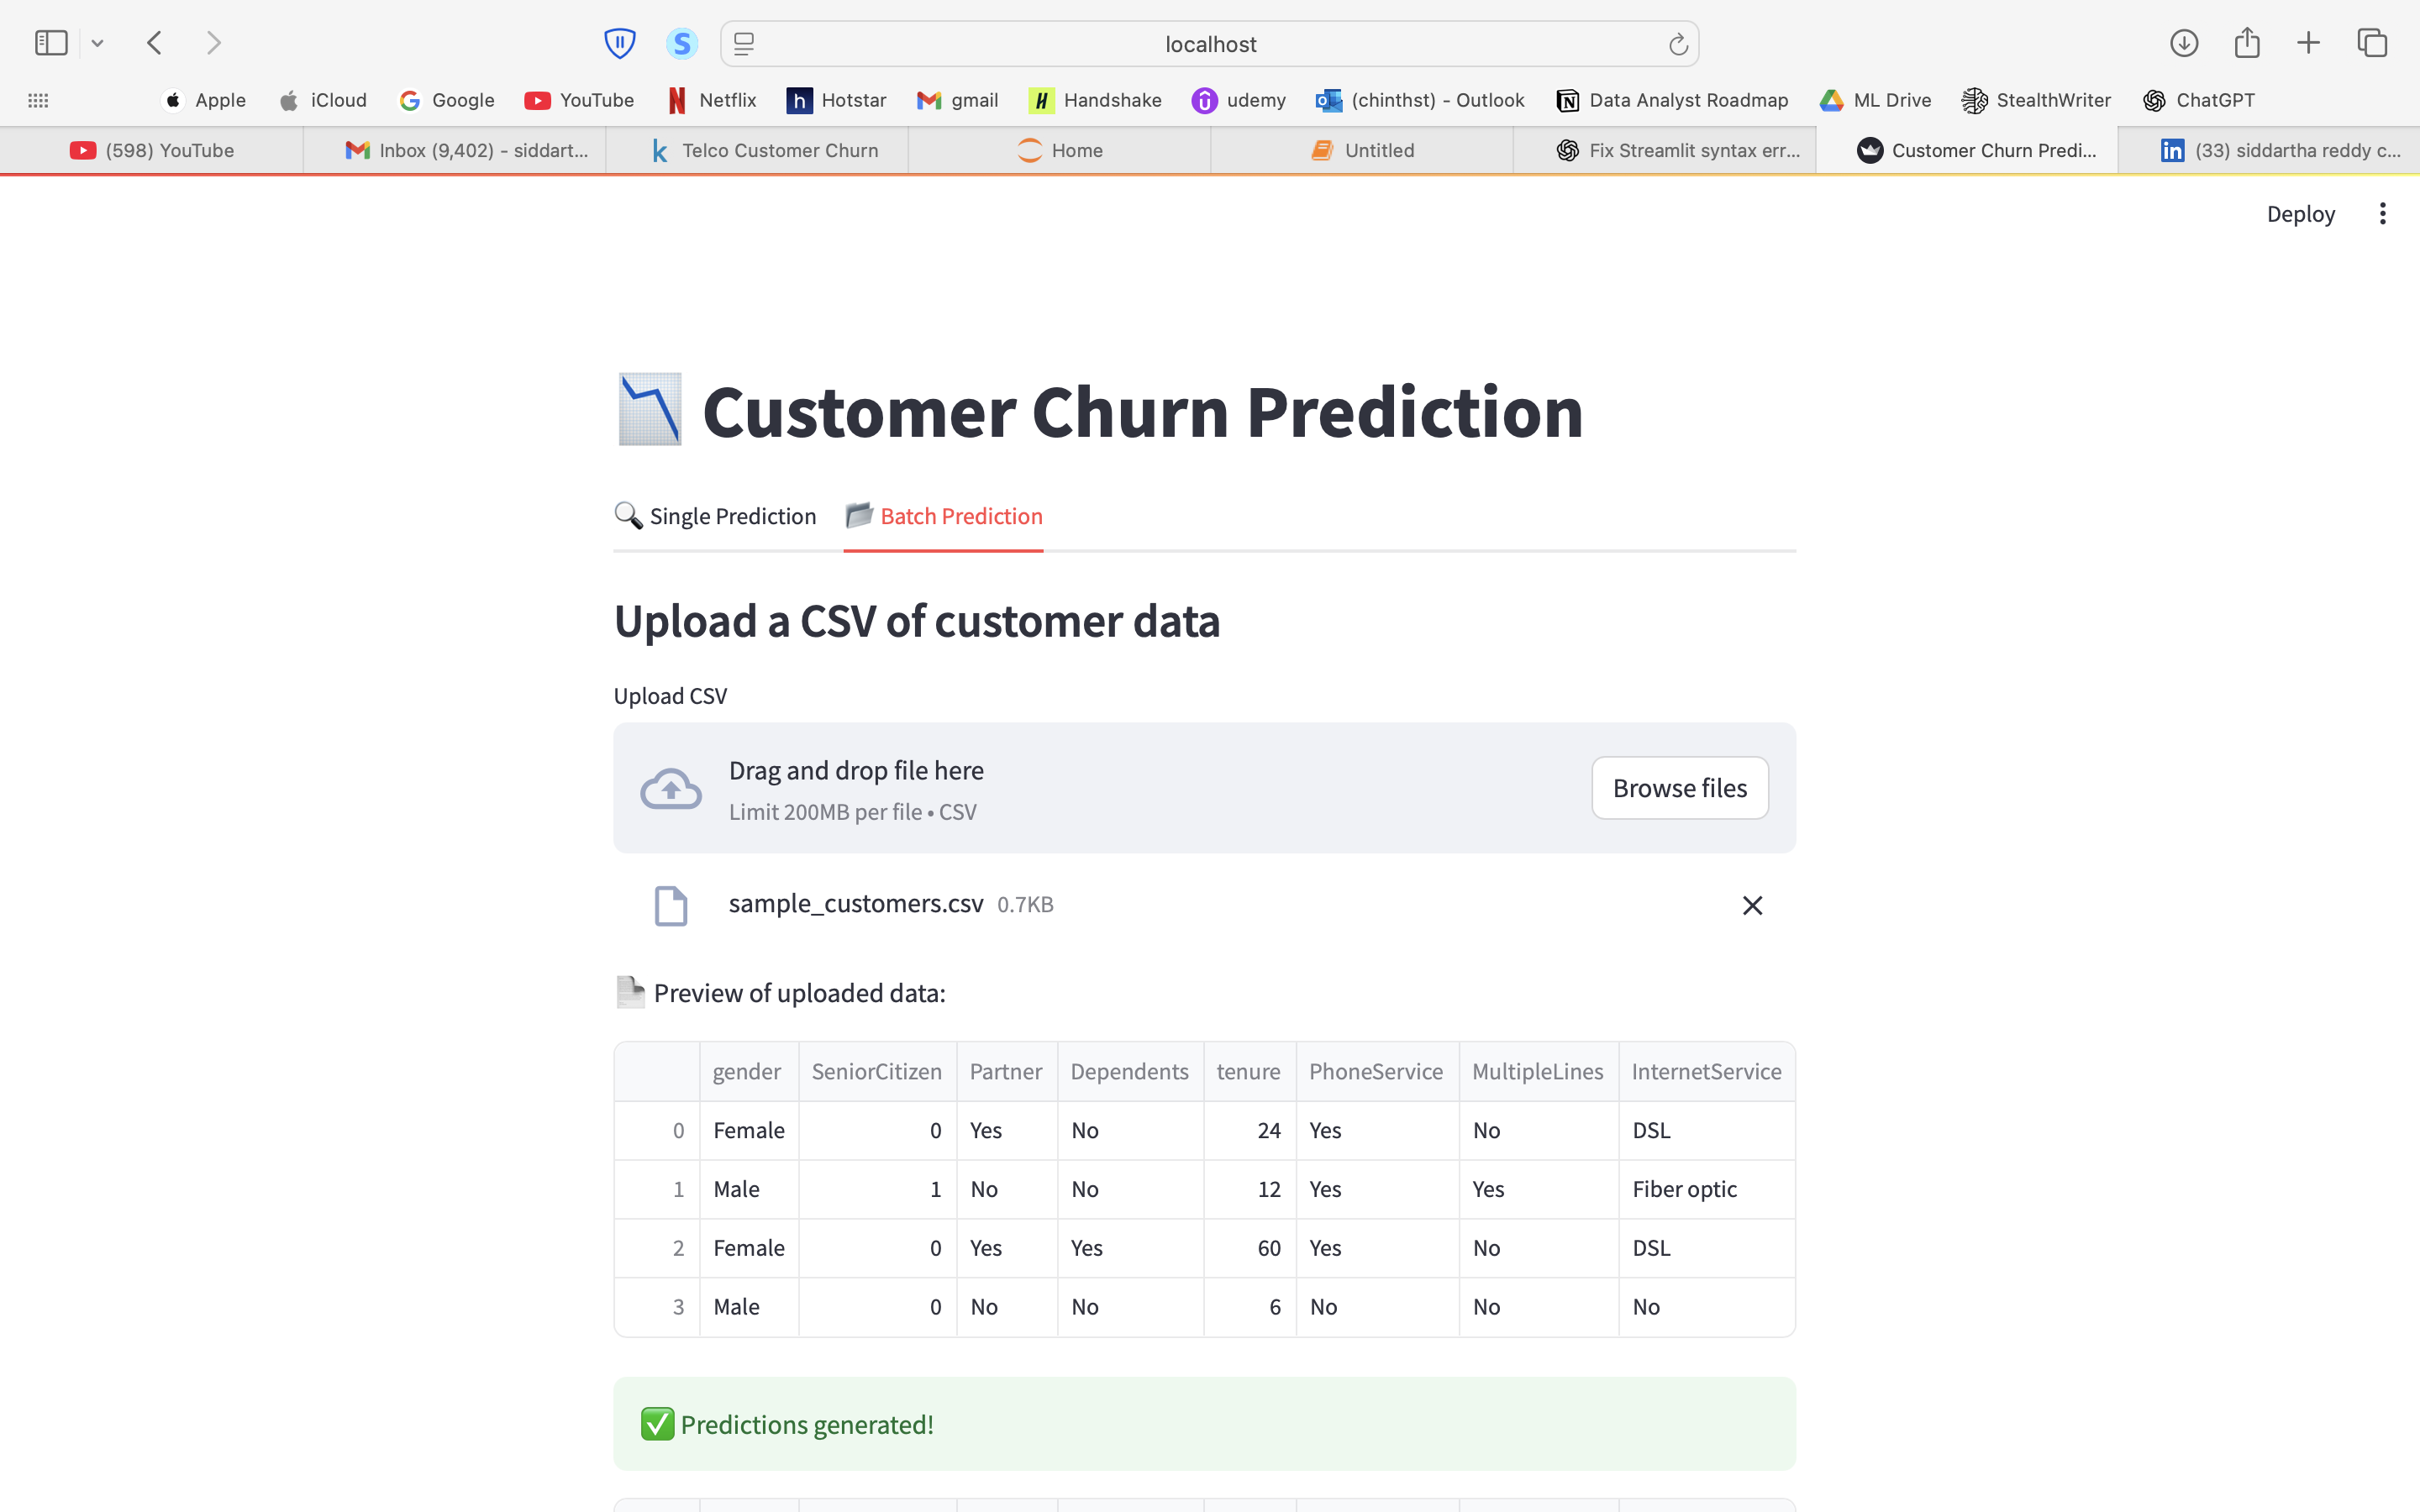 localhost
Apple iCloud Google YouTube Netflix Hotstar gmail Handshake udemy (chinthst) - Outlook Data Analyst Roadmap ML Drive StealthWriter ChatGPT
(598) YouTube Inbox (9,402) - siddart... Telco Customer Churn Home Untitled Fix Streamlit syntax err... Customer Churn Predi... (33) siddartha reddy c...
Deploy
Customer Churn Prediction
Single Prediction Batch Prediction
Upload a CSV of customer data
Upload CSV
Drag and drop file here
Limit 200MB per file • CSV
Browse files
sample_customers.csv 0.7KB
Preview of uploaded data:
gender SeniorCitizen Partner Dependents tenure PhoneService MultipleLines InternetService
0 Female 0 Yes No 24 Yes No DSL
1 Male 1 No No 12 Yes Yes Fiber optic
2 Female 0 Yes Yes 60 Yes No DSL
3 Male 0 No No 6 No No No
Predictions generated!